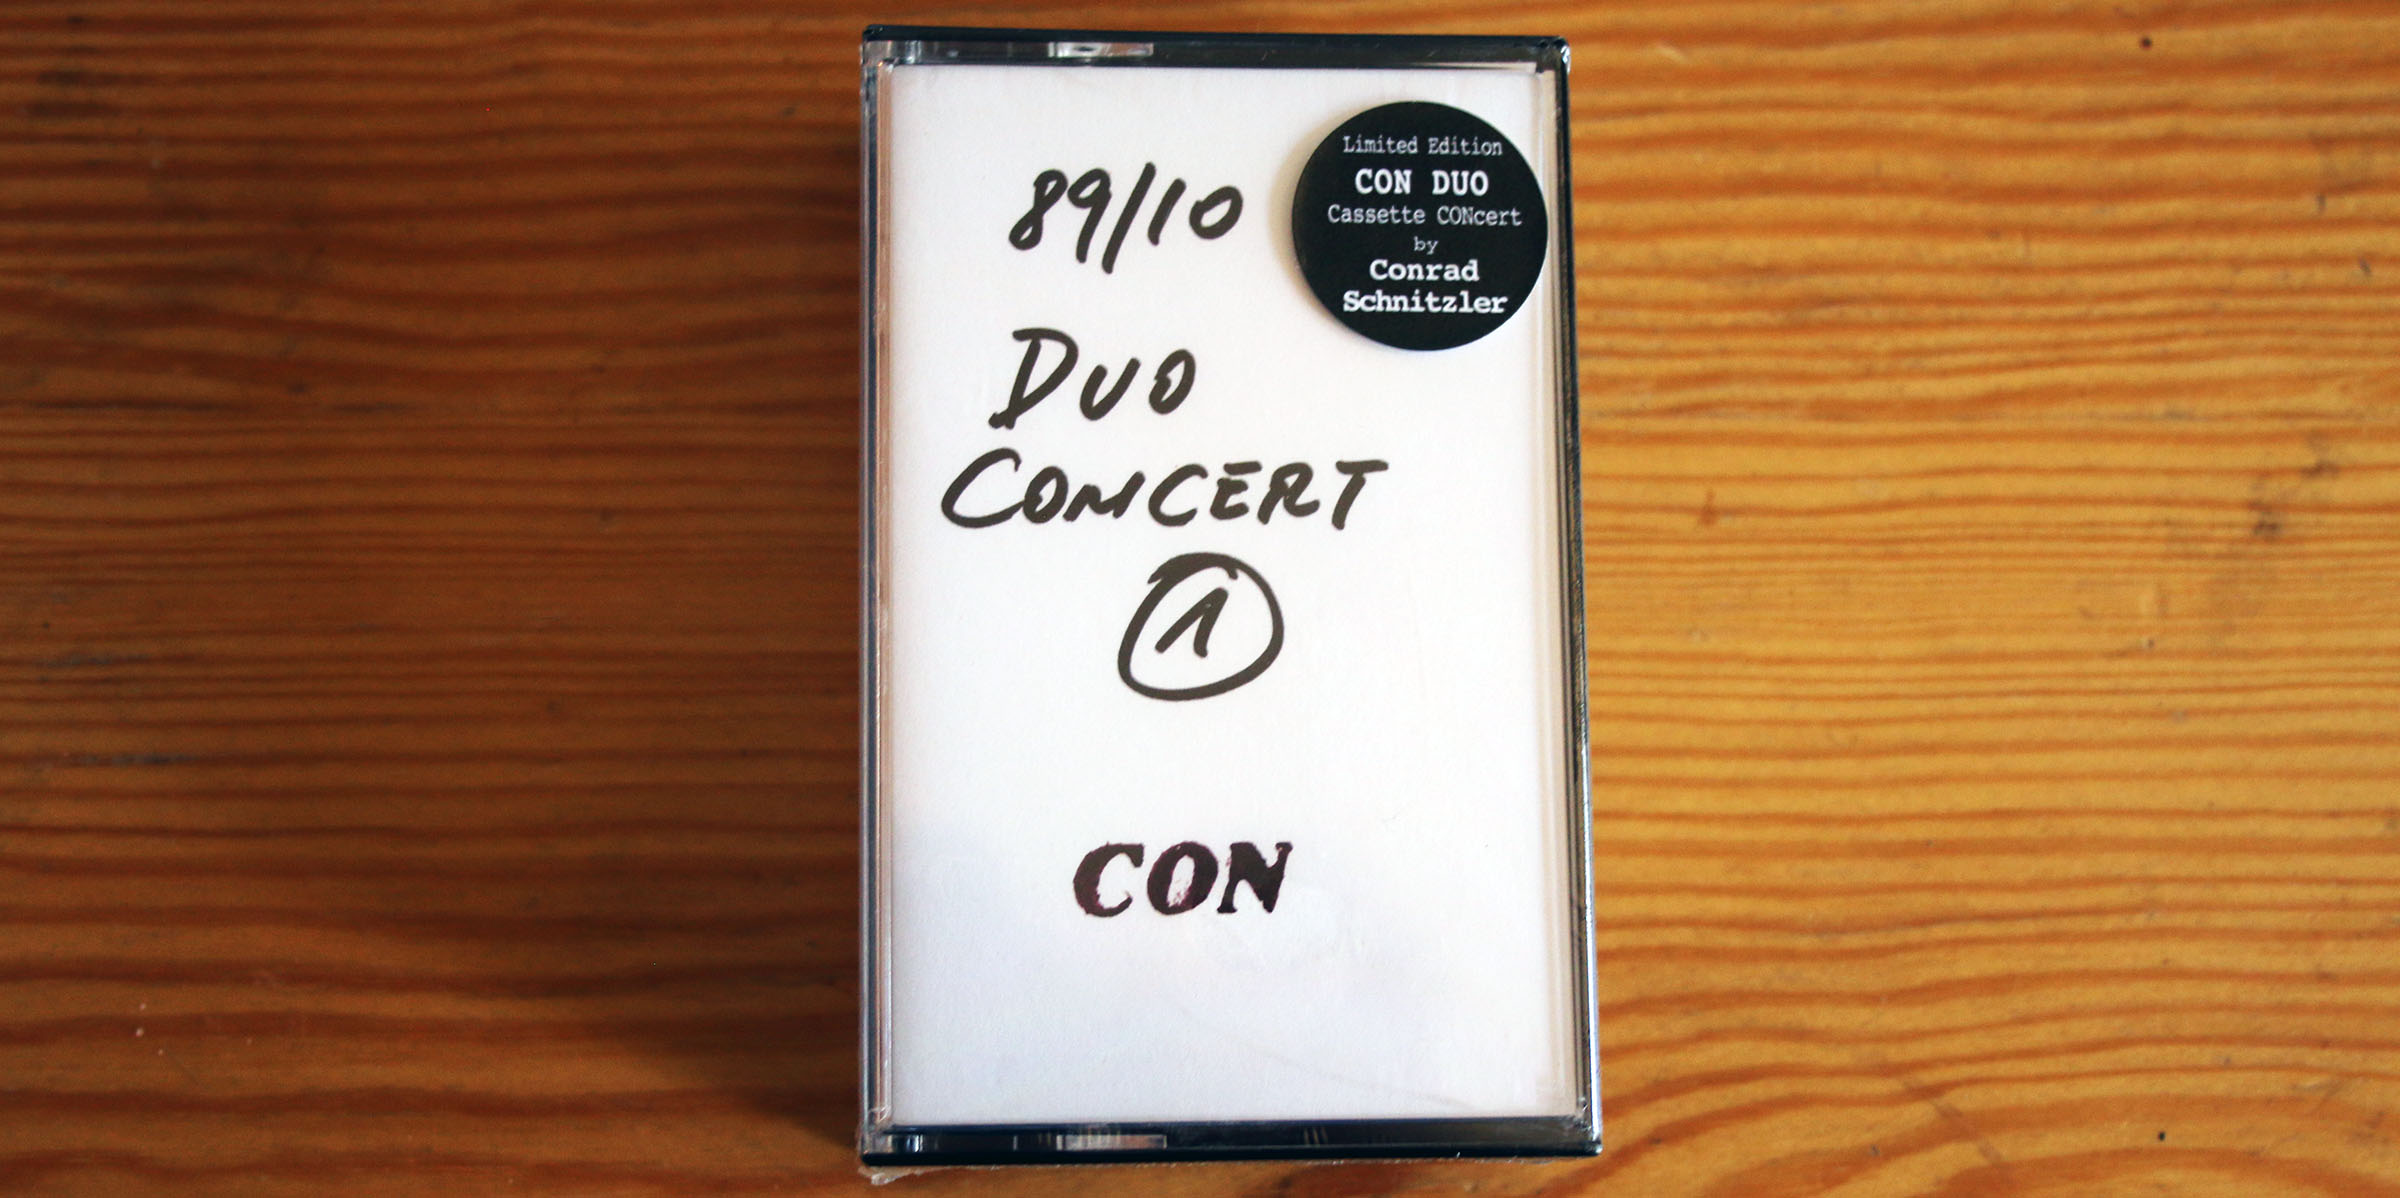 89/10
DUO
CONCERT
1
CON
Limited Edition
CON DUO
Cassette CONcert
by
Conrad
Schnitzler